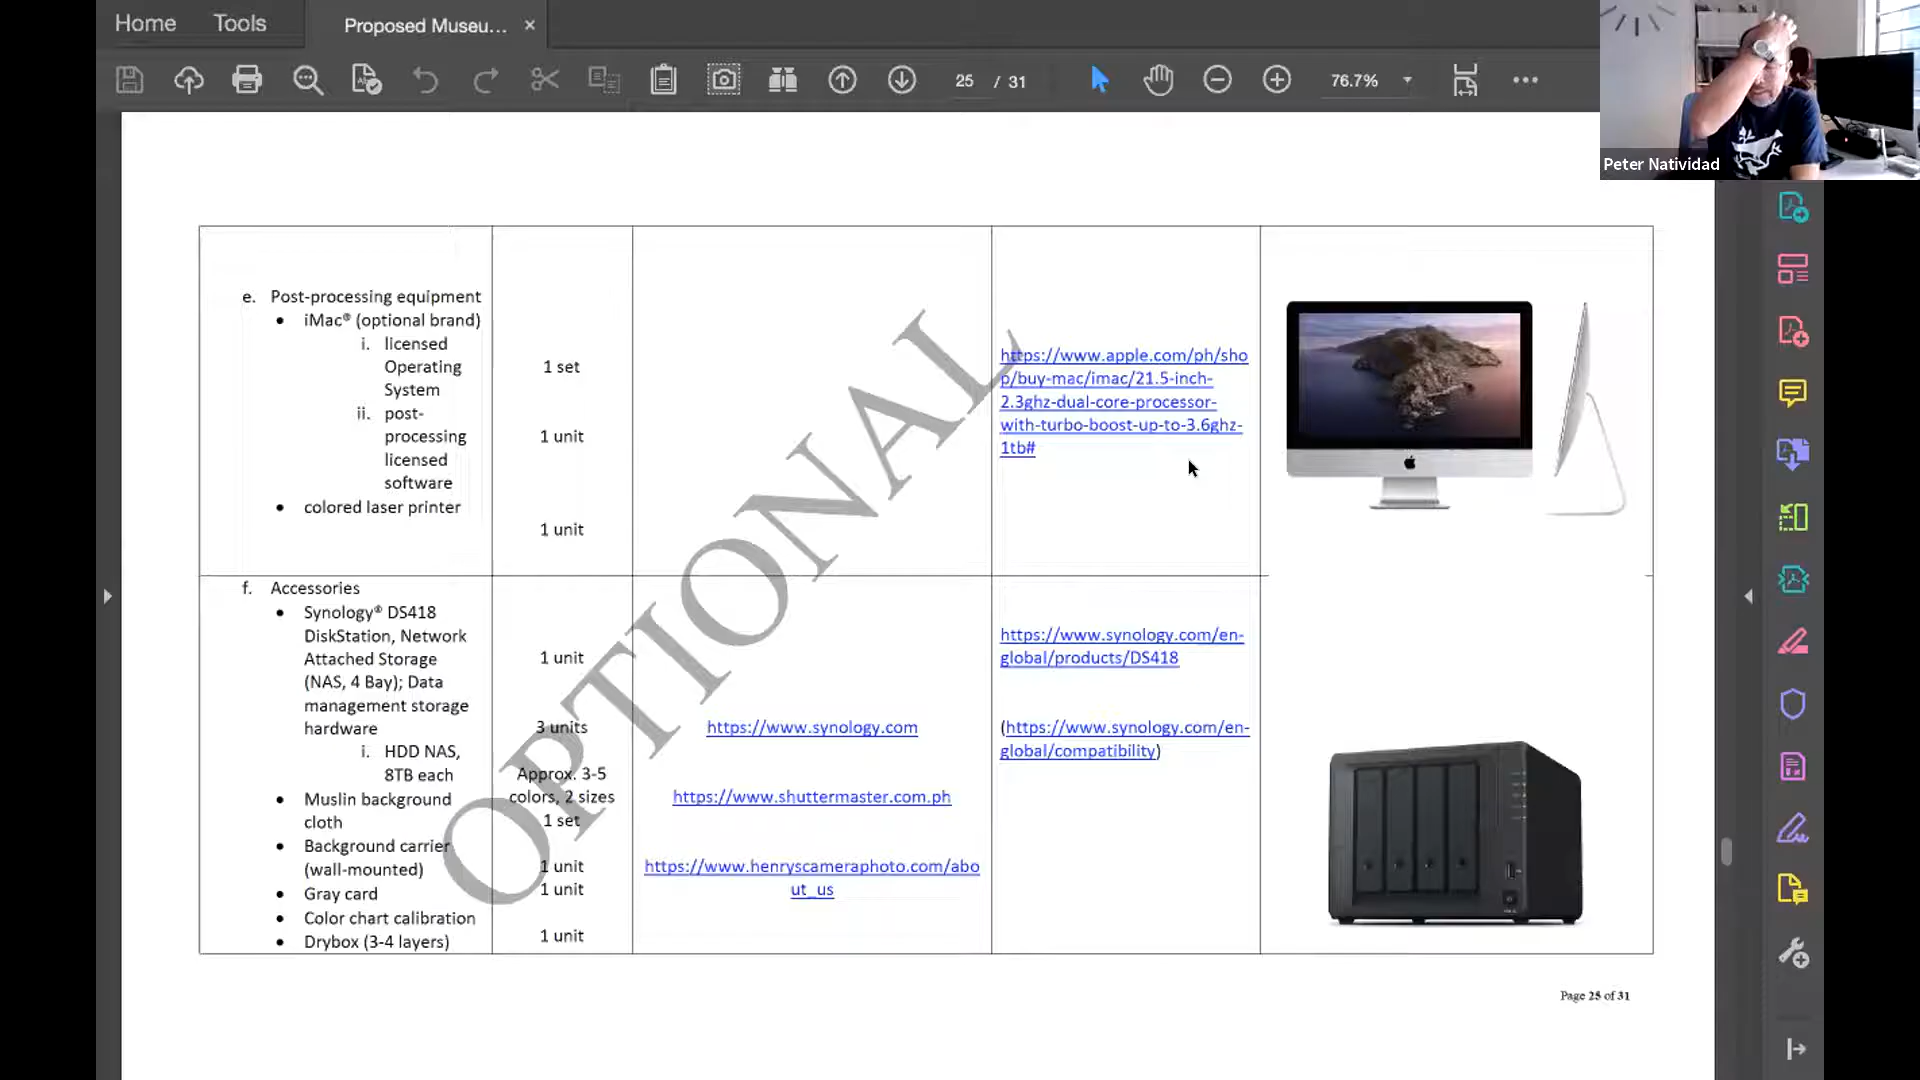 Home Tools Proposed Museu... ×
25 / 31 76.7%
Peter Natividad
e. Post-processing equipment
• iMac® (optional brand)
i. licensed
Operating
System
ii. post-
processing
licensed
software
• colored laser printer
1 set
1 unit
1 unit
https://www.apple.com/ph/sho
p/buy-mac/imac/21.5-inch-
2.3ghz-dual-core-processor-
with-turbo-boost-up-to-3.6ghz-
1tb#
OPTIONAL
f. Accessories
• Synology® DS418
DiskStation, Network
Attached Storage
(NAS, 4 Bay); Data
management storage
hardware
i. HDD NAS,
8TB each
• Muslin background
cloth
• Background carrier
(wall-mounted)
• Gray card
• Color chart calibration
• Drybox (3-4 layers)
1 unit
3 units
Approx. 3-5
colors, 2 sizes
1 set
1 unit
1 unit
1 unit
https://www.synology.com
https://www.shuttermaster.com.ph
https://www.henryscameraphoto.com/abo
ut_us
https://www.synology.com/en-
global/products/DS418
(https://www.synology.com/en-
global/compatibility)
Page 25 of 31